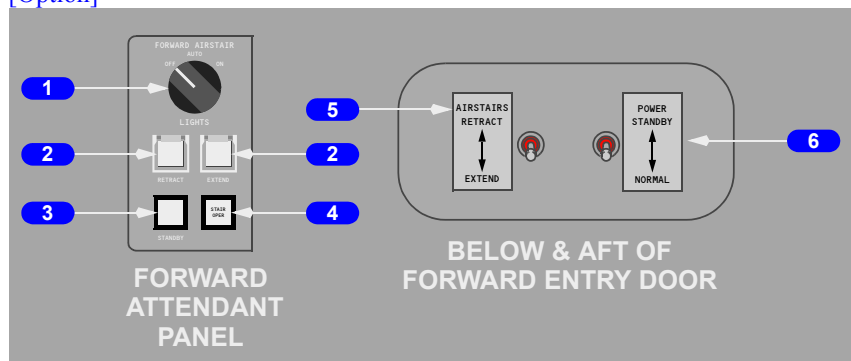 [Option]
FORWARD AIRSTAIR
AUTO
OFF ON
LIGHTS
RETRACT EXTEND
STAIR
OPER
STANDBY
1
2
2
3
4
FORWARD
ATTENDANT
PANEL
5
AIRSTAIRS
RETRACT
EXTEND
POWER
STANDBY
NORMAL
6
BELOW & AFT OF
FORWARD ENTRY DOOR